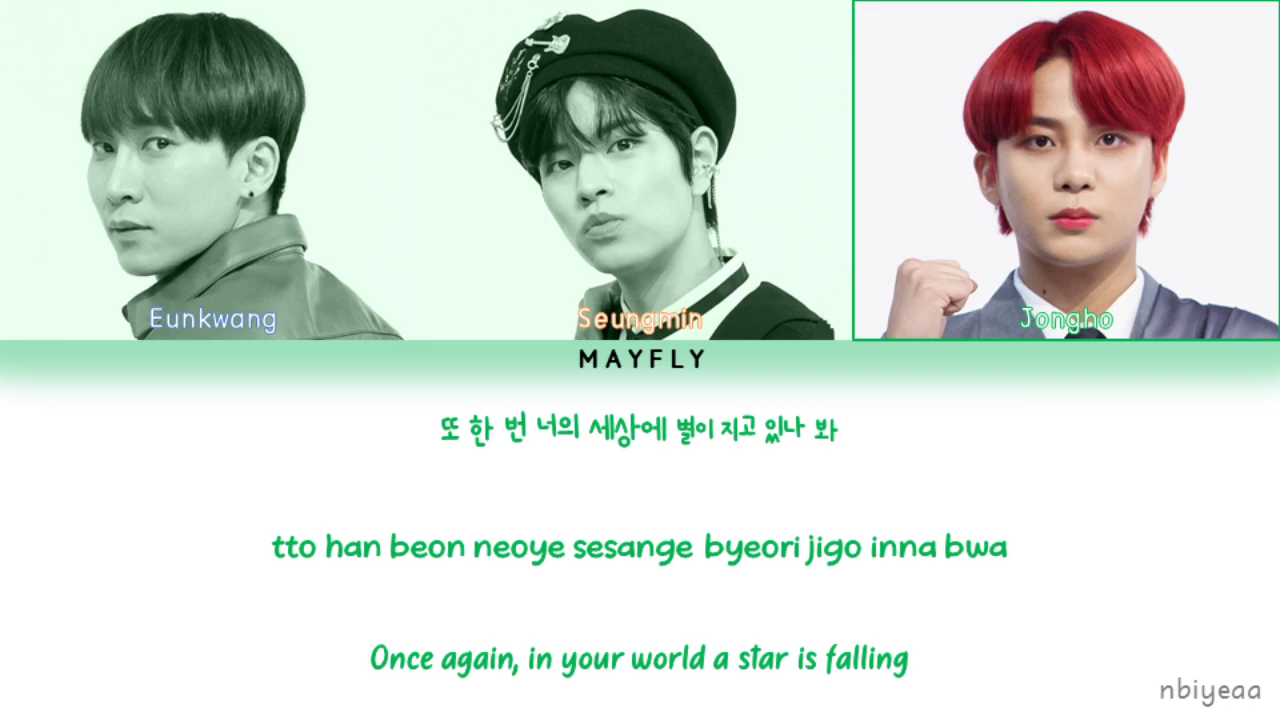 Eunkwang
Seungmin
Jongho
MAYFLY
또 한 번 너의 세상에 별이 지고 있나 봐
tto han beon neoye sesange byeori jigo inna bwa
Once again, in your world a star is falling
nbiyeaa